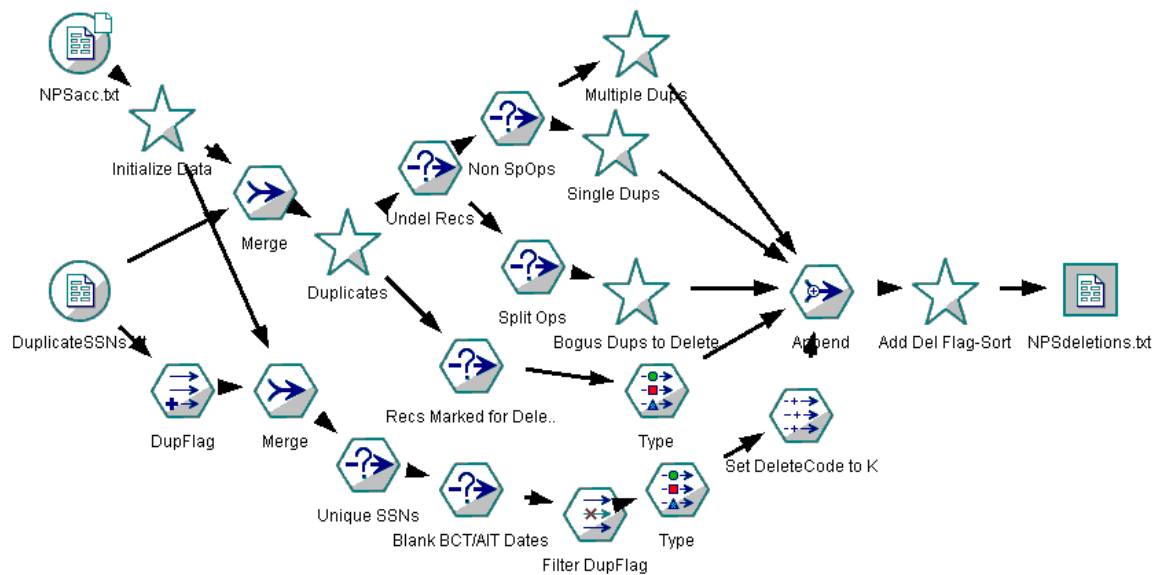 NPSacc.txt
Multiple Dups
Initialize Data
Non SpOps
Single Dups
Undel Recs
Merge
Duplicates
Split Ops
DuplicateSSNs.
Bogus Dups to Delete
Append
Add Del Flag-Sort
NPSdeletions.txt
Recs Marked for Dele..
DupFlag
Merge
Type
Set DeleteCode to K
Unique SSNs
Blank BCT/AIT Dates
Filter DupFlag
Type